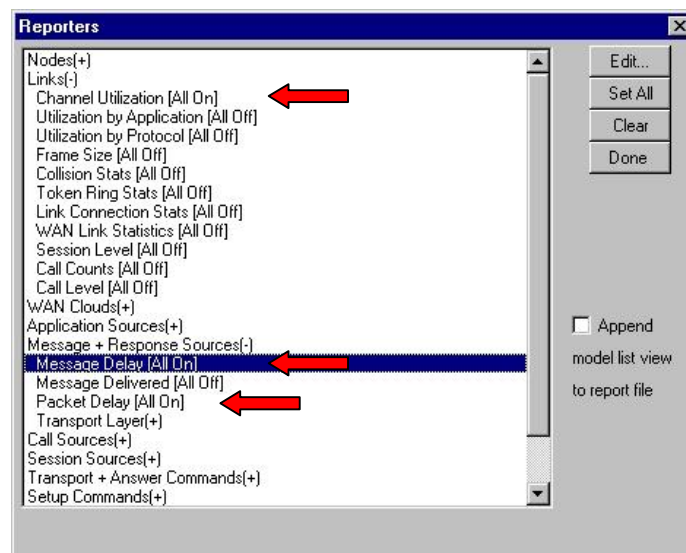 Reporters
Nodes(+)
Links(-)
Channel Utilization [All On]
Utilization by Application [All Off]
Utilization by Protocol [All Off]
Frame Size [All Off]
Collision Stats [All Off]
Token Ring Stats [All Off]
Link Connection Stats [All Off]
WAN Link Statistics [All Off]
Session Level [All Off]
Call Counts [All Off]
Call Level [All Off]
WAN Clouds(+)
Application Sources(+)
Message + Response Sources(-)
Message Delay [All On]
Message Delivered [All Off]
Packet Delay [All On]
Transport Layer(+)
Call Sources(+)
Session Sources(+)
Transport + Answer Commands(+)
Setup Commands(+)
Edit...
Set All
Clear
Done
Append
model list view
to report file